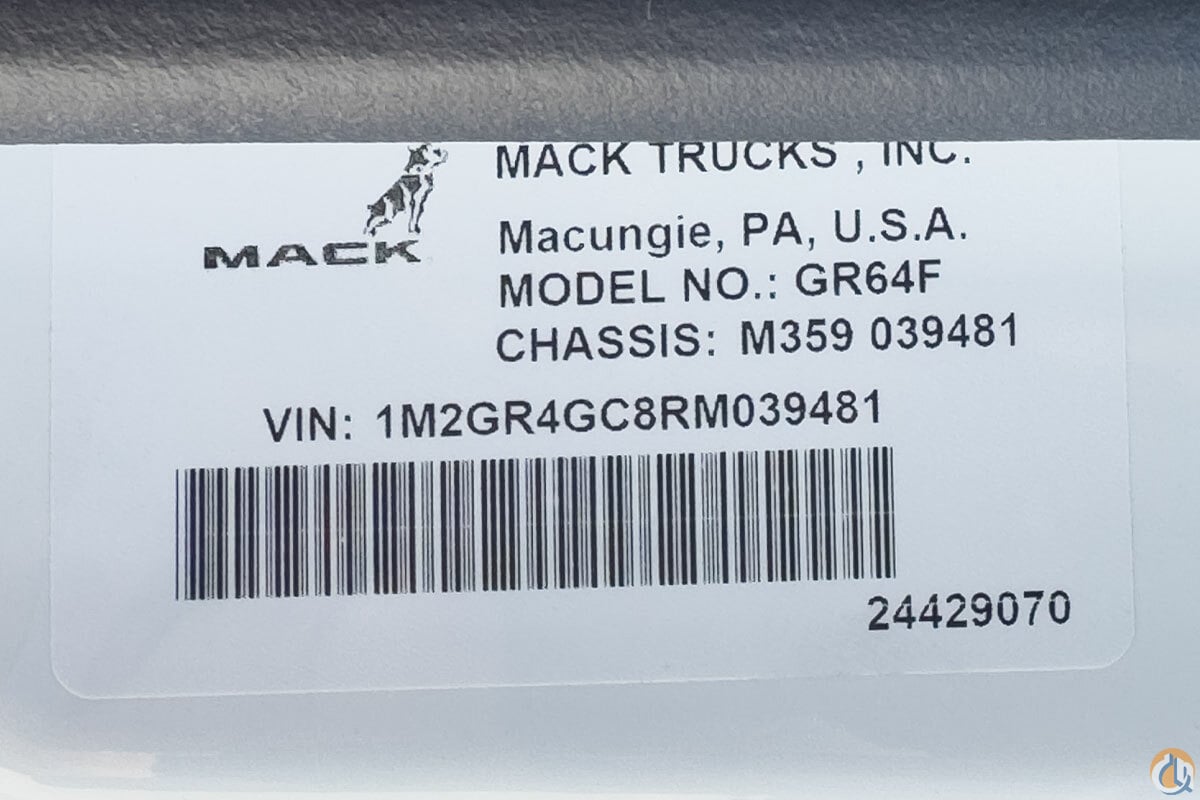 MACK TRUCKS , INC.
MACK
Macungie, PA, U.S.A.
MODEL NO.: GR64F
CHASSIS: M359 039481
VIN: 1M2GR4GC8RM039481
24429070